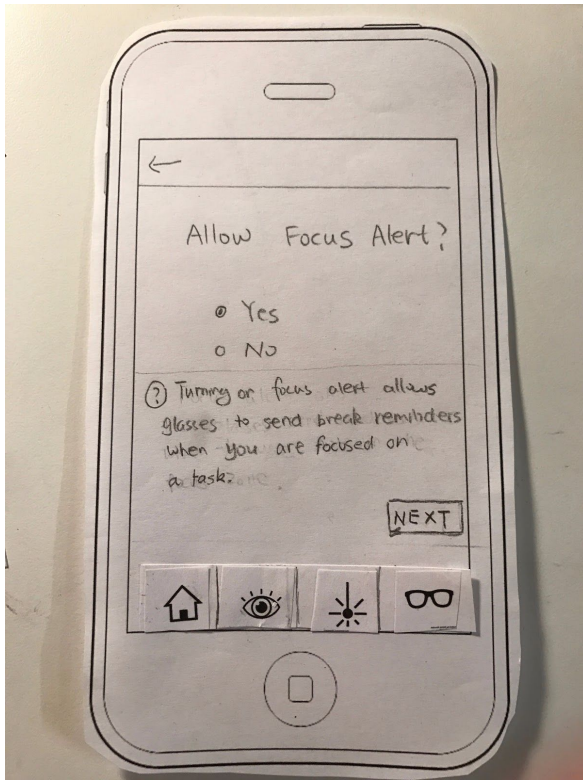 Allow Focus Alert?
Yes
No
? Turning on focus alert allows
glasses to send break reminders
when you are focused on
a task.
NEXT